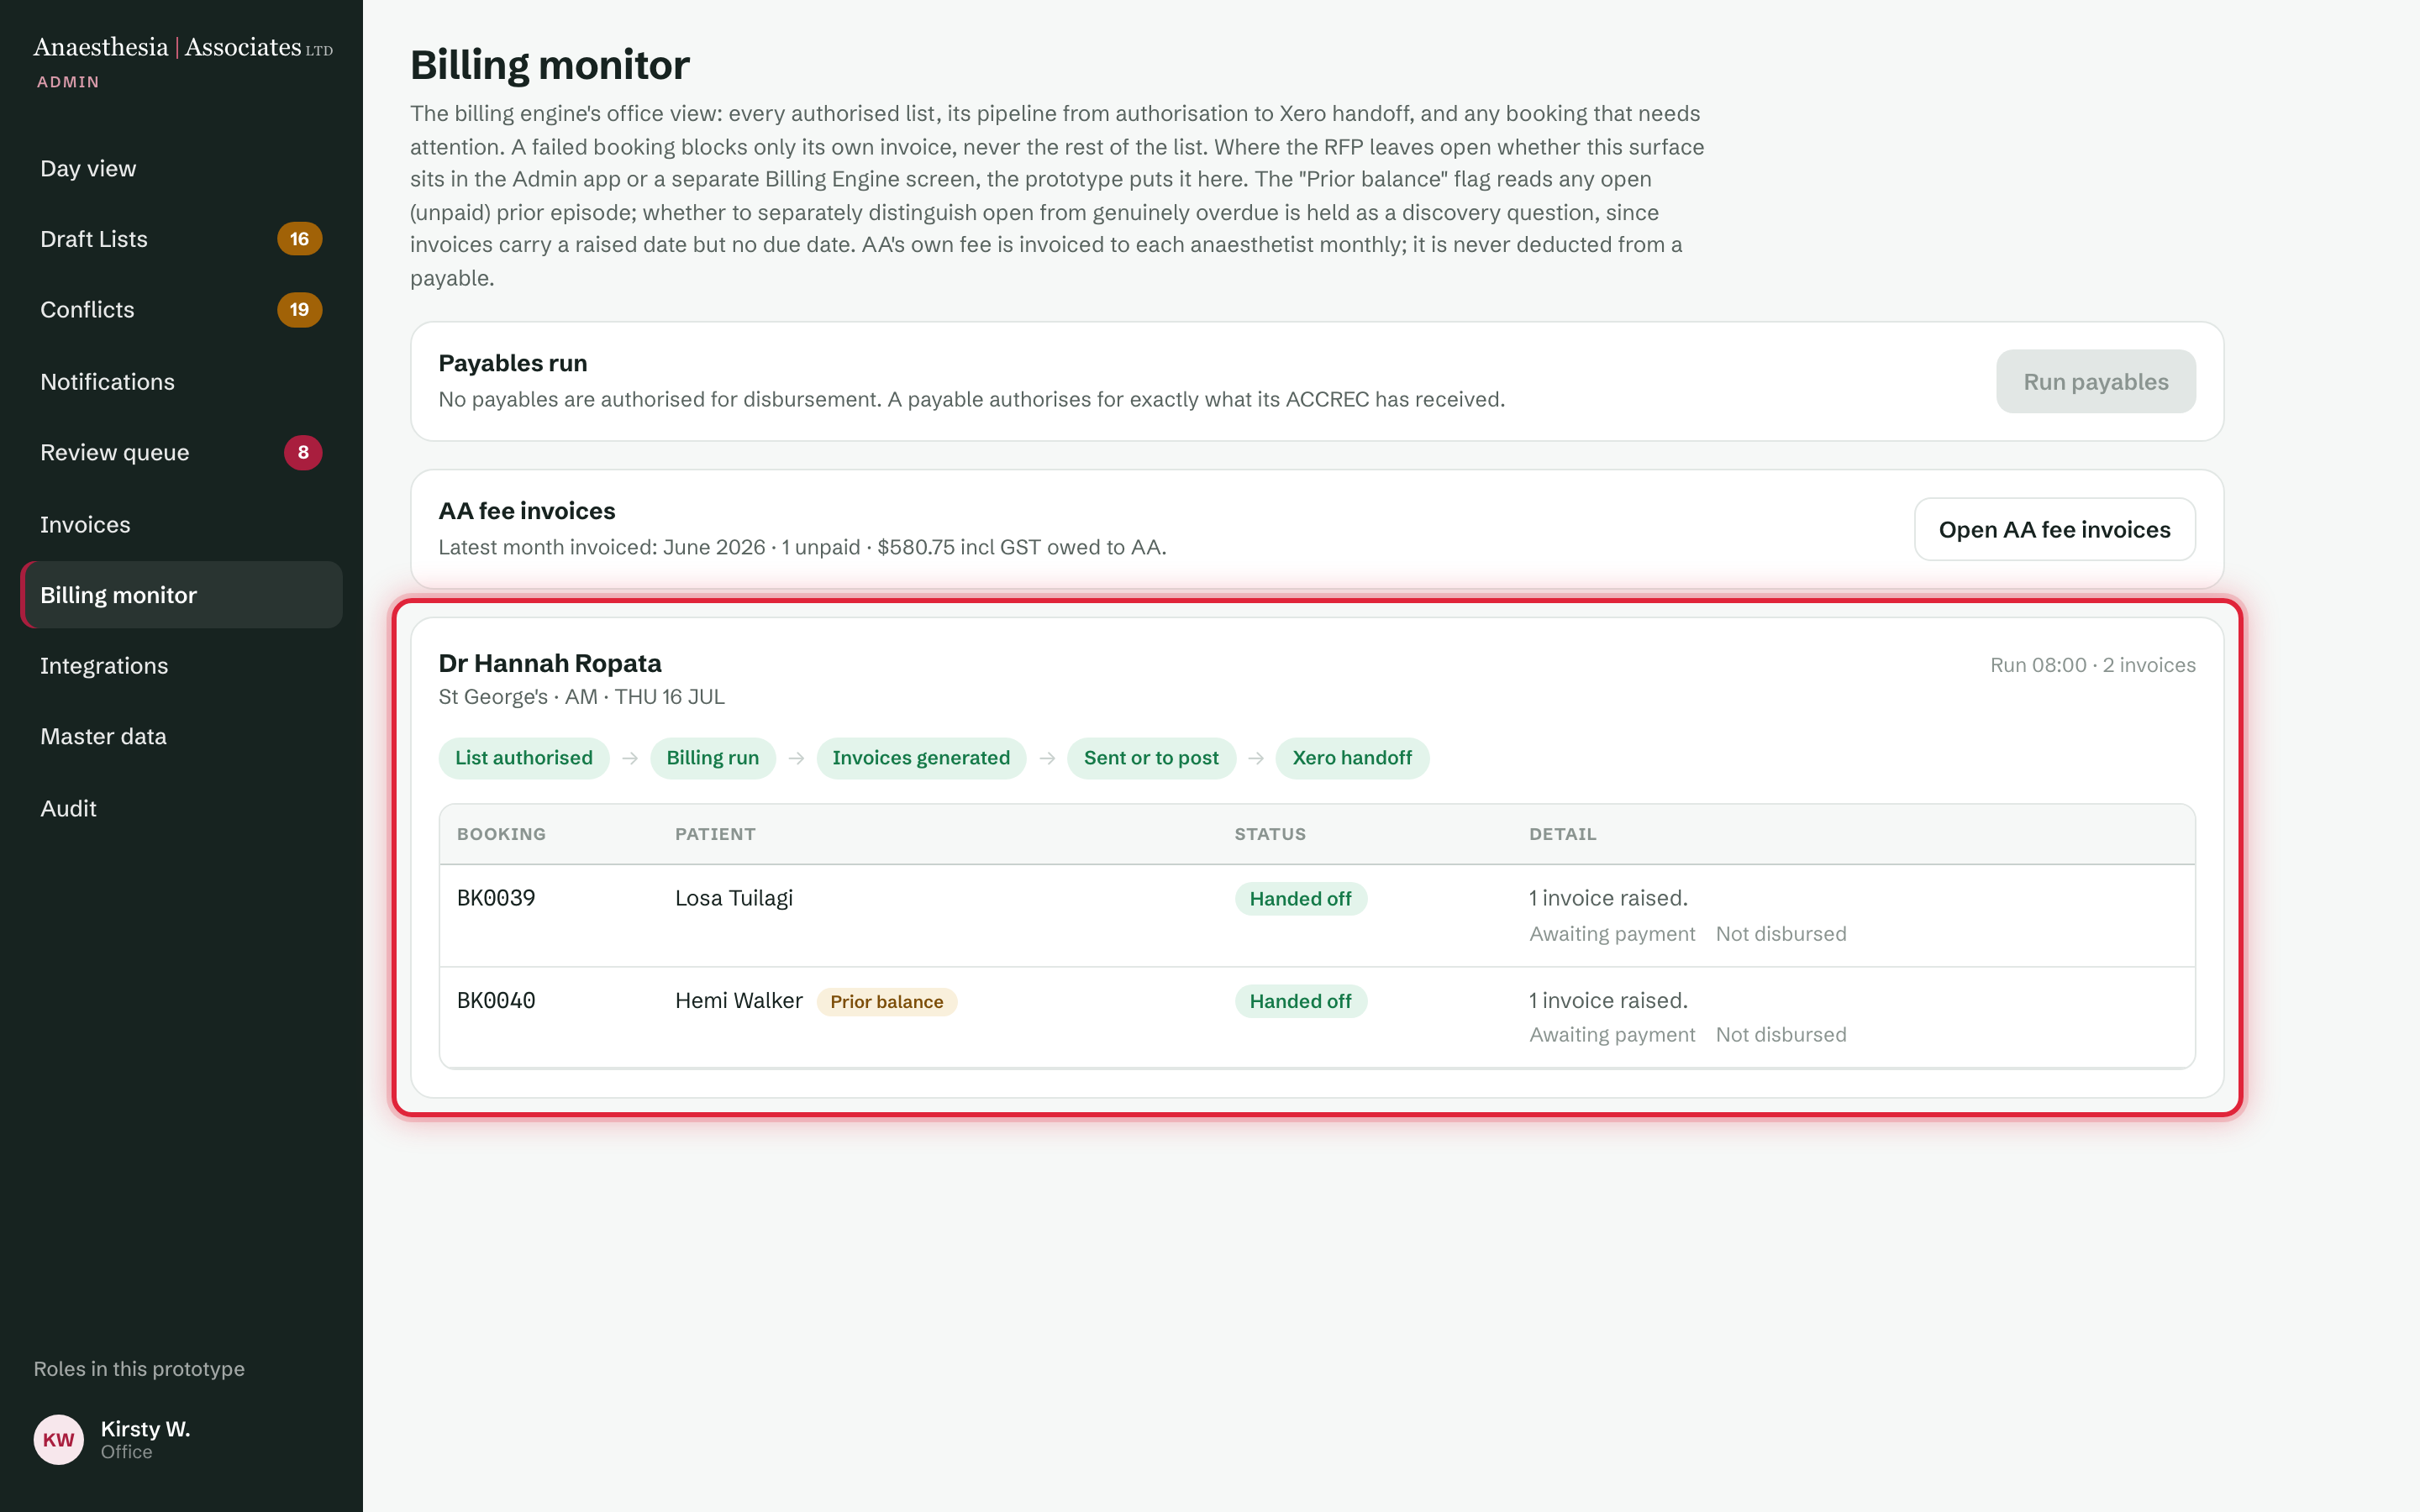 Anaesthesia | Associates LTD
ADMIN
Day view
Draft Lists 16
Conflicts 19
Notifications
Review queue 8
Invoices
Billing monitor
Integrations
Master data
Audit
Roles in this prototype
KW
Kirsty W.
Office
Billing monitor
The billing engine's office view: every authorised list, its pipeline from authorisation to Xero handoff, and any booking that needs
attention. A failed booking blocks only its own invoice, never the rest of the list. Where the RFP leaves open whether this surface
sits in the Admin app or a separate Billing Engine screen, the prototype puts it here. The "Prior balance" flag reads any open
(unpaid) prior episode; whether to separately distinguish open from genuinely overdue is held as a discovery question, since
invoices carry a raised date but no due date. AA's own fee is invoiced to each anaesthetist monthly; it is never deducted from a
payable.
Payables run
No payables are authorised for disbursement. A payable authorises for exactly what its ACCREC has received.
Run payables
AA fee invoices
Latest month invoiced: June 2026 · 1 unpaid · $580.75 incl GST owed to AA.
Open AA fee invoices
Dr Hannah Ropata
Run 08:00 · 2 invoices
St George's · AM · THU 16 JUL
List authorised → Billing run → Invoices generated → Sent or to post → Xero handoff
BOOKING PATIENT STATUS DETAIL
BK0039 Losa Tuilagi Handed off 1 invoice raised.
Awaiting payment Not disbursed
BK0040 Hemi Walker Prior balance Handed off 1 invoice raised.
Awaiting payment Not disbursed